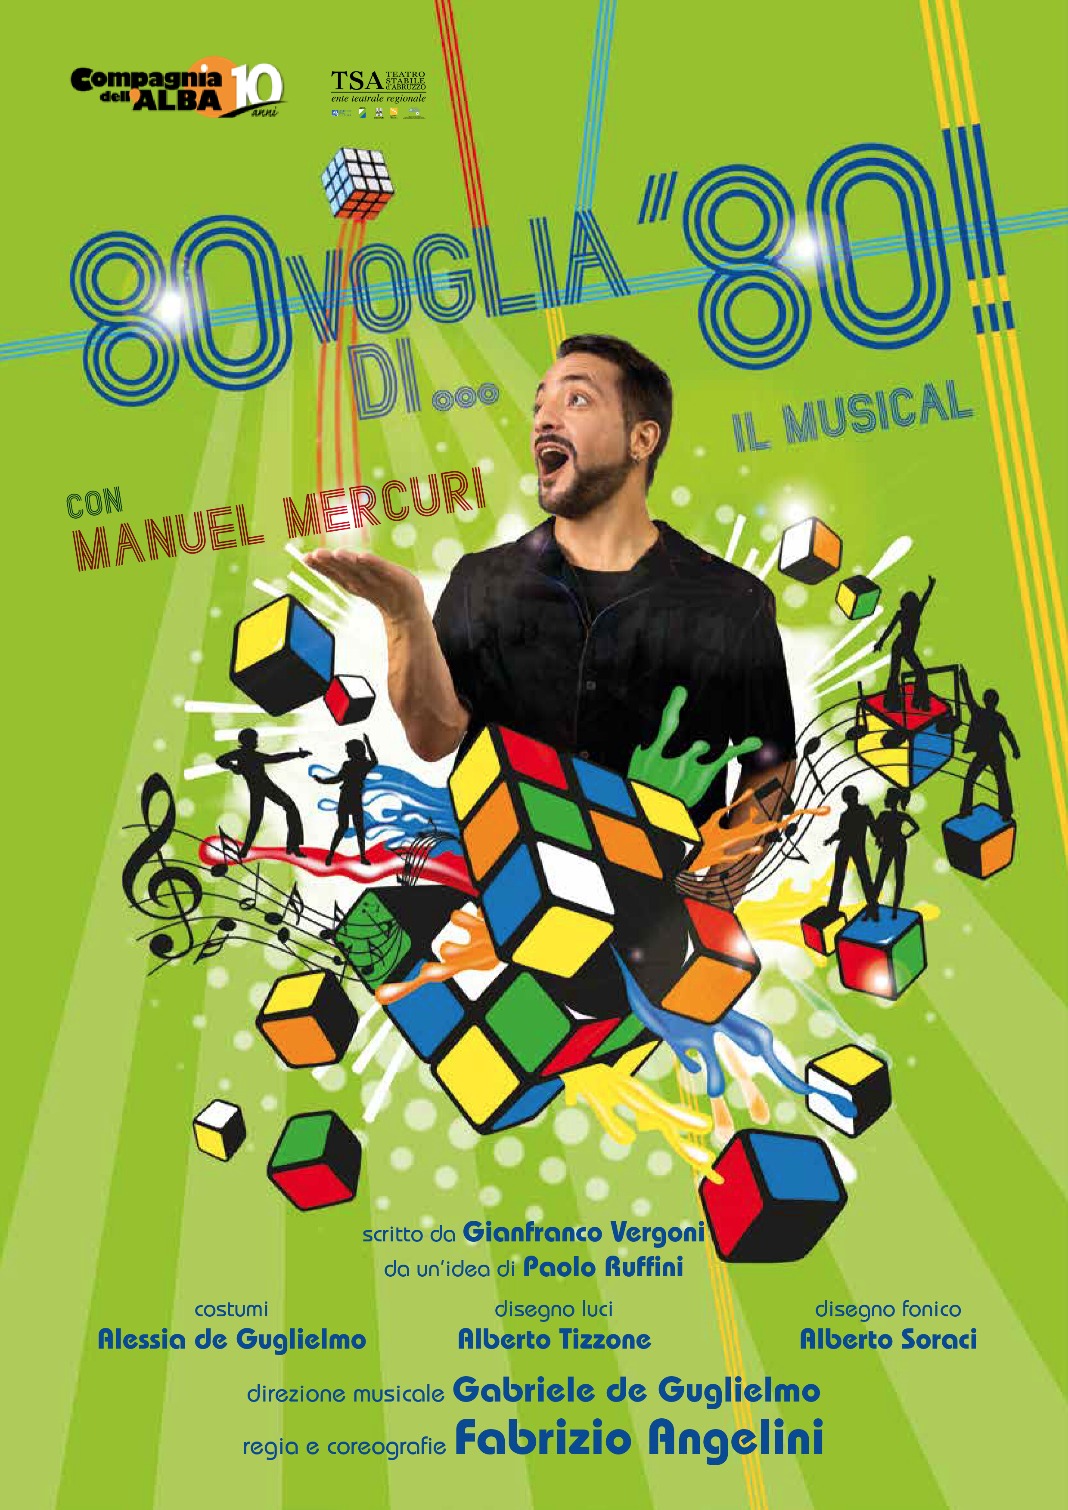 Compagnia
dell'ALBA 10
anni
TSA TEATRO
STABILE
D'ABRUZZO
ente teatrale regionale
80 VOGLIA '80!
DI...
IL MUSICAL
CON
MANUEL MERCURI
scritto da Gianfranco Vergoni
da un'idea di Paolo Ruffini
costumi
Alessia de Guglielmo
disegno luci
Alberto Tizzone
disegno fonico
Alberto Soraci
direzione musicale Gabriele de Guglielmo
regia e coreografie Fabrizio Angelini